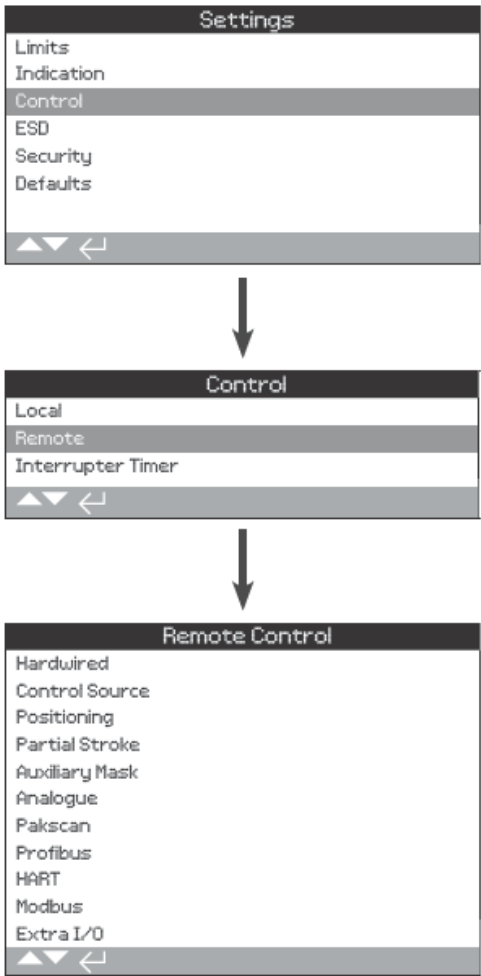 Settings
Limits
Indication
Control
ESD
Security
Defaults
Control
Local
Remote
Interrupter Timer
Remote Control
Hardwired
Control Source
Positioning
Partial Stroke
Auxiliary Mask
Analogue
Pakscan
Profibus
HART
Modbus
Extra I/O